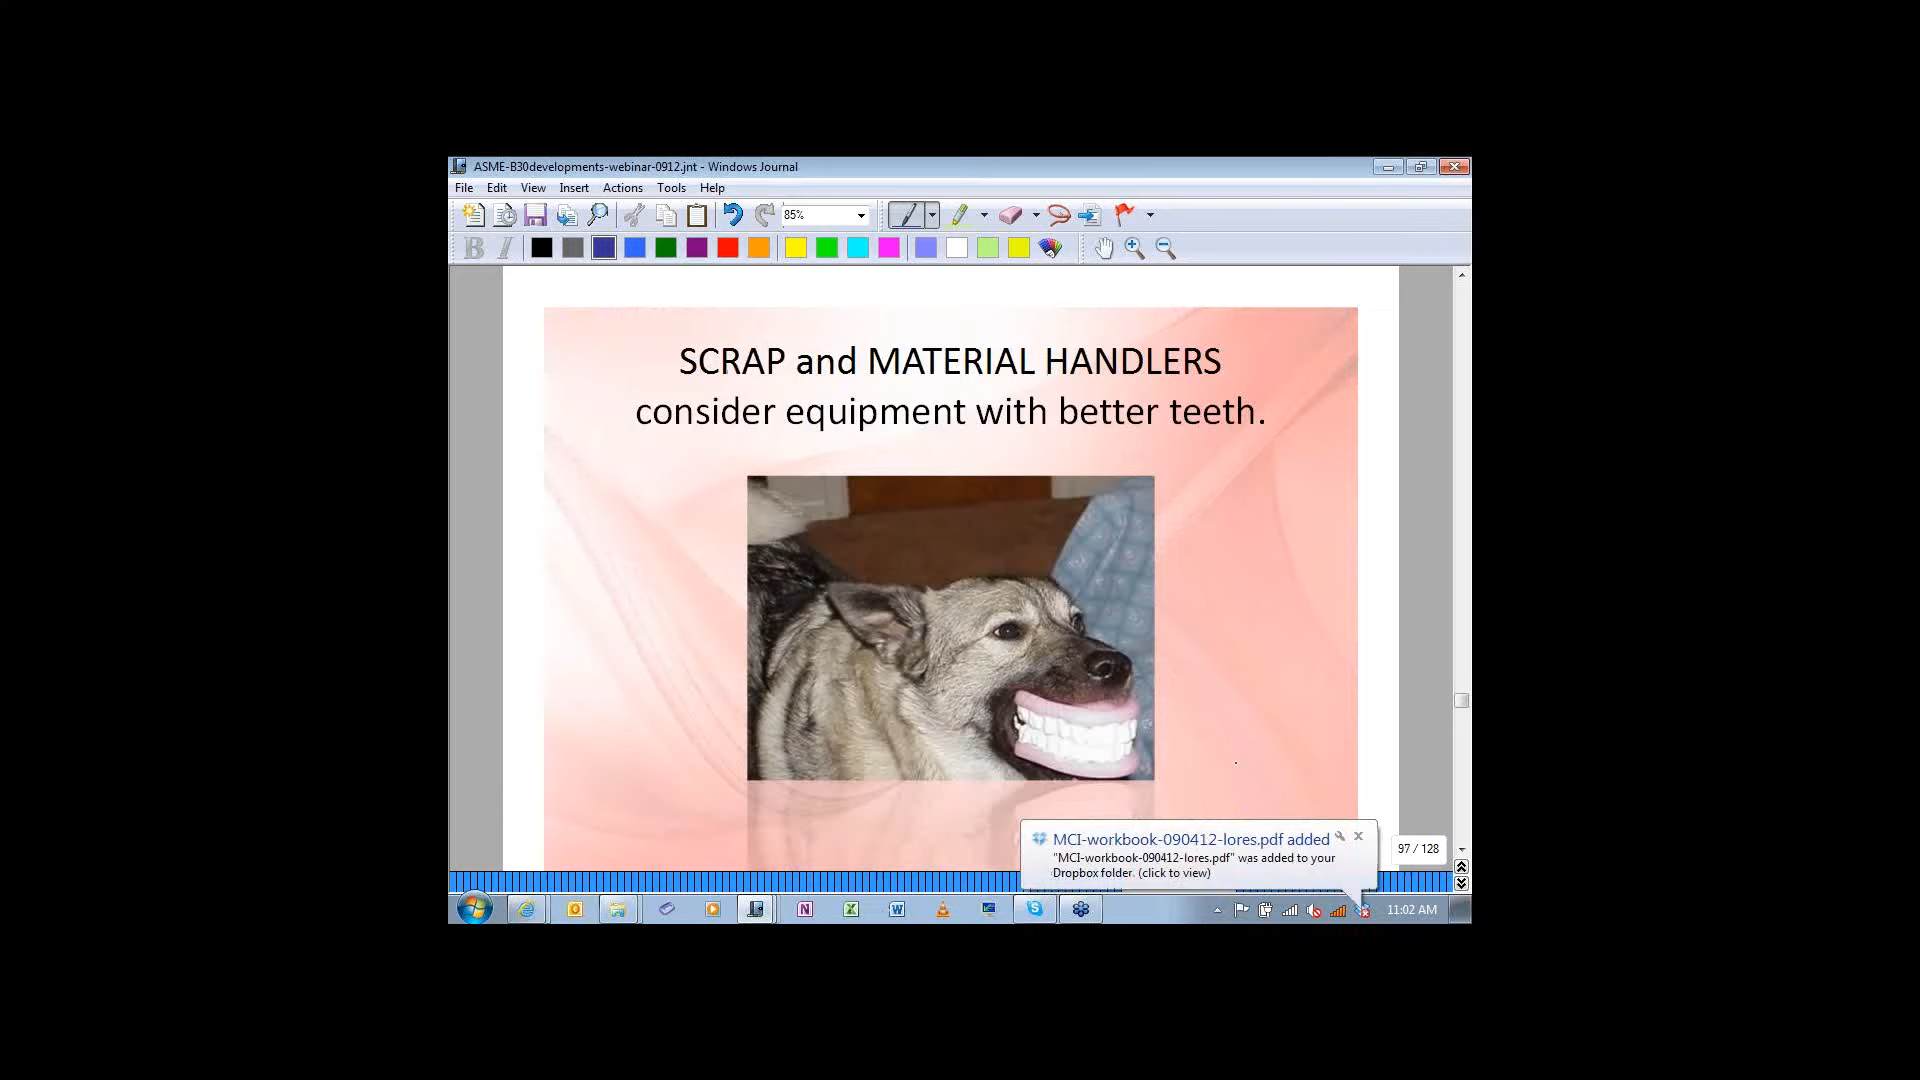 ASME-B30developments-webinar-0912.jnt - Windows Journal
File Edit View Insert Actions Tools Help
85%
B I
SCRAP and MATERIAL HANDLERS
consider equipment with better teeth.
MCI-workbook-090412-lores.pdf added
"MCI-workbook-090412-lores.pdf" was added to your
Dropbox folder. (click to view)
97 / 128
11:02 AM